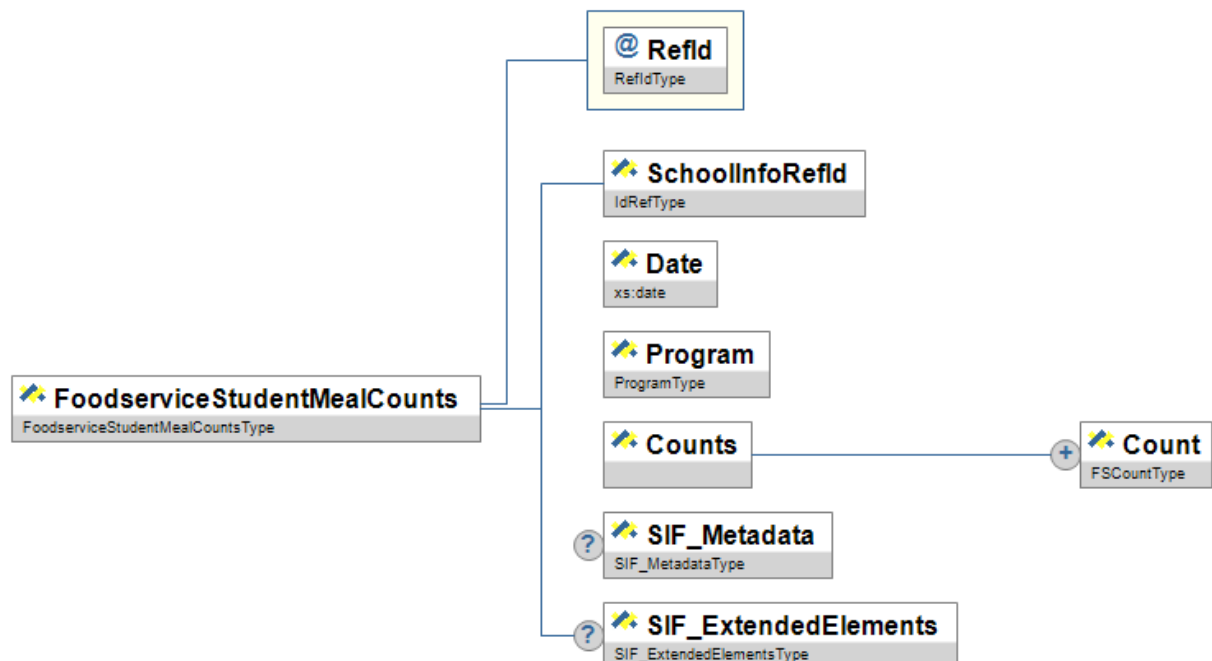 @ RefId
RefIdType
SchoolInfoRefId
IdRefType
Date
xs:date
Program
ProgramType
FoodserviceStudentMealCounts
FoodserviceStudentMealCountsType
Counts
+ Count
FSCountType
? SIF_Metadata
SIF_MetadataType
? SIF_ExtendedElements
SIF_ExtendedElementsType